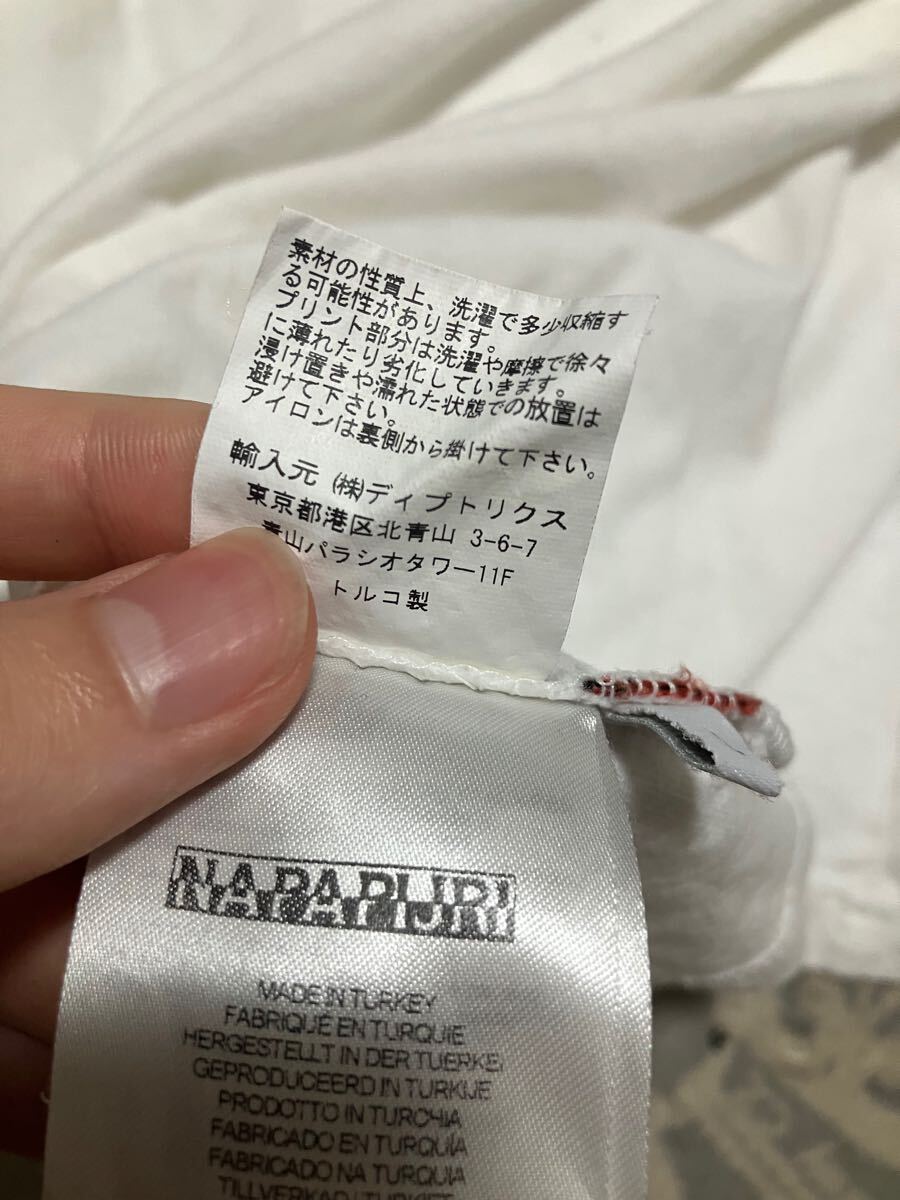 素材の性質上、洗濯で多少収縮す
る可能性があります。
プリント部分は洗濯や摩擦で徐々
に薄れたり劣化していきます。
浸け置きや濡れた状態での放置は
避けて下さい。
アイロンは裏側から掛けて下さい。
輸入元 (株)ディプトリクス
東京都港区北青山 3-6-7
青山パラシオタワー11F
トルコ製
NAPAPIJRI
MADE IN TURKEY
FABRIQUÉ EN TURQUIE
HERGESTELLT IN DER TUERKEI
GEPRODUCEERD IN TURKIJE
PRODOTTO IN TURCHIA
FABRICADO EN TURQUÍA
FABRICADO NA TURQUIA
TILLVERKAD I TURKIET